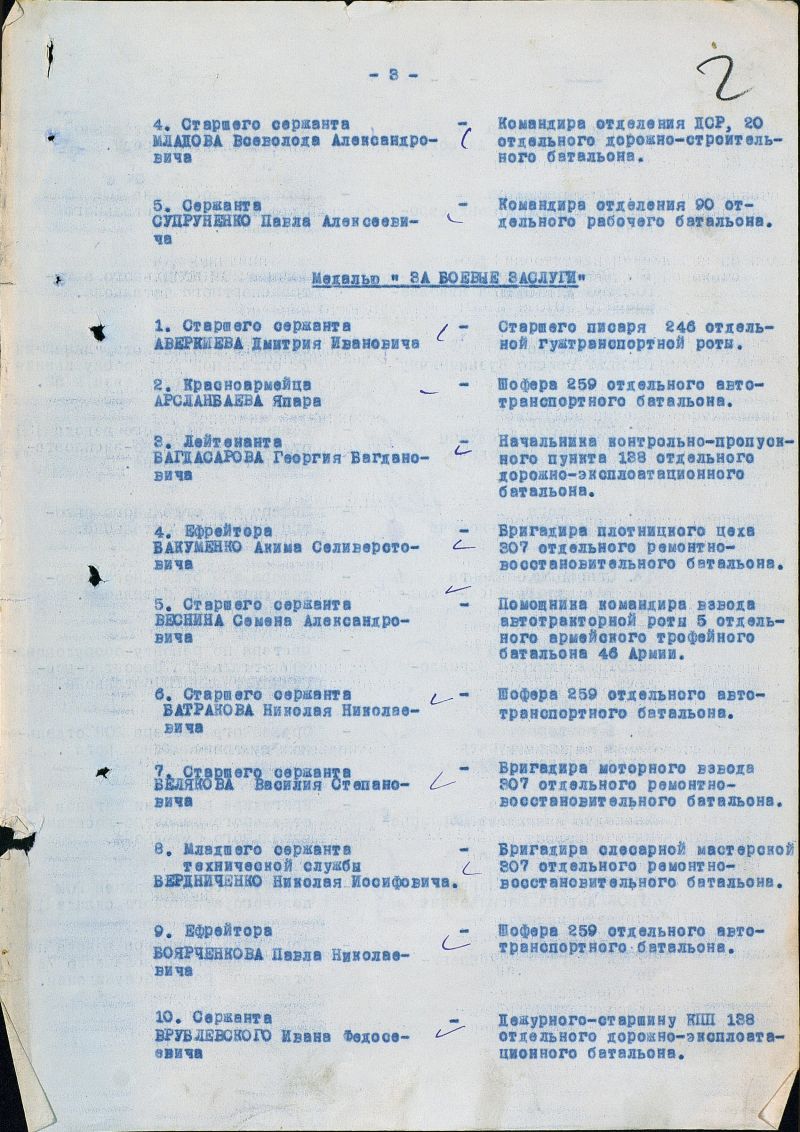 - 3 -
2
4. Старшего сержанта - Командира отделения ДСР, 20
МЛАДОВА Всеволода Александро- отдельного дорожно-строитель-
вича ного батальона.
5. Сержанта - Командира отделения 90 от-
СУПРУНЕНКО Павла Алексееви- дельного рабочего батальона.
ча
Медалью " ЗА БОЕВЫЕ ЗАСЛУГИ"
1. Старшего сержанта - Старшего писаря 246 отдель-
АВЕРКИЕВА Дмитрия Ивановича ной гужтранспортной роты.
2. Красноармейца - Шофера 259 отдельного авто-
АРСЛАНБАЕВА Япара транспортного батальона.
3. Лейтенанта - Начальника контрольно-пропуск-
БАГДАСАРОВА Георгия Багдано- ного пункта 138 отдельного
вича дорожно-эксплоатационного
батальона.
4. Ефрейтора - Бригадира плотницкого цеха
БАКУМЕНКО Акима Селиверсто- 307 отдельного ремонтно-
вича восстановительного батальона.
5. Старшего сержанта - Помощника командира взвода
ВЕСНИНА Семена Александро- автотракторной роты 5 отдель-
вича ного армейского трофейного
батальона 46 Армии.
6. Старшего сержанта - Шофера 259 отдельного авто-
БАТРАКОВА Николая Николае- транспортного батальона.
вича
7. Старшего сержанта - Бригадира моторного взвода
БЕЛЯКОВА Василия Степано- 307 отдельного ремонтно-
вича восстановительного батальона.
8. Младшего сержанта - Бригадира слесарной мастерской
технической службы 307 отдельного ремонтно-
БЕРДНИЧЕНКО Николая Иосифовича. восстановительного батальона.
9. Ефрейтора - Шофера 259 отдельного авто-
БОЯРЧЕНКОВА Павла Николае- транспортного батальона.
вича
10. Сержанта - Дежурного-старшину КПП 138
ВРУБЛЕВСКОГО Ивана Федосе- отдельного дорожно-эксплоата-
евича ционного батальона.